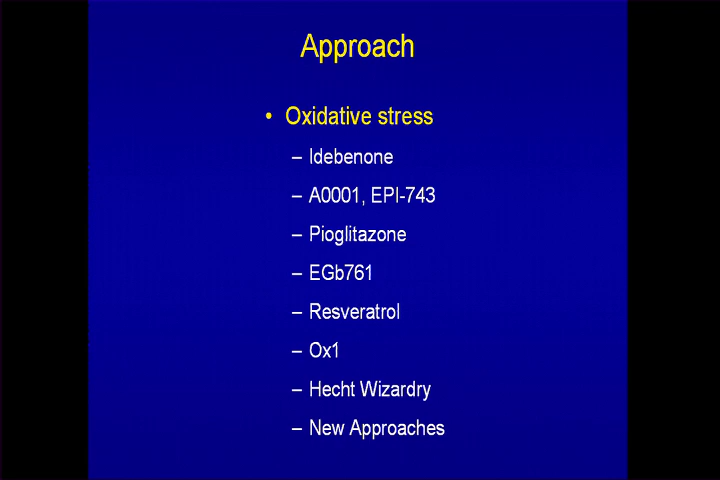 Approach
• Oxidative stress
– Idebenone
– A0001, EPI-743
– Pioglitazone
– EGb761
– Resveratrol
– Ox1
– Hecht Wizardry
– New Approaches